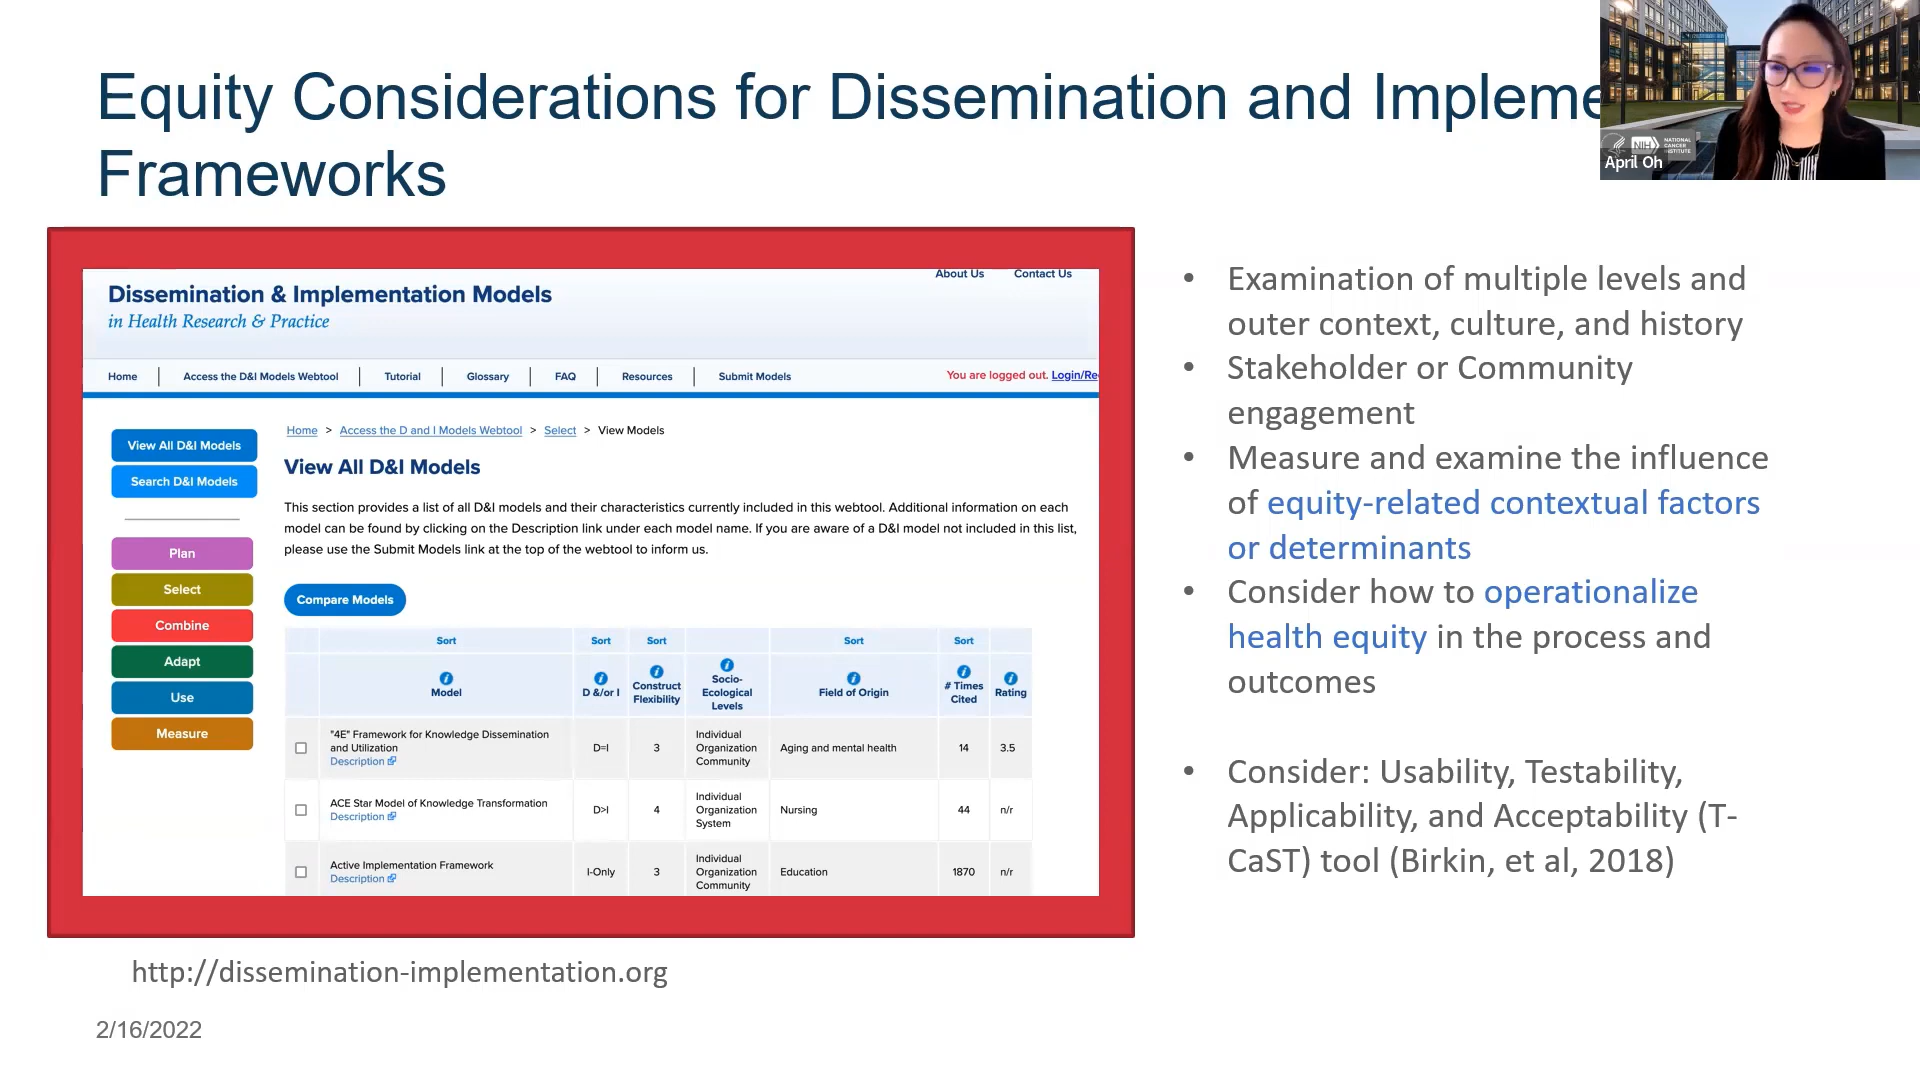 Equity Considerations for Dissemination and Impleme
Frameworks
NIH
NATIONAL
CANCER
INSTITUTE
April Oh
About Us Contact Us
Dissemination & Implementation Models
in Health Research & Practice
Home Access the D&I Models Webtool Tutorial Glossary FAQ Resources Submit Models You are logged out. Login/Re
View All D&I Models
Search D&I Models
Plan
Select
Combine
Adapt
Use
Measure
Home > Access the D and I Models Webtool > Select > View Models
View All D&I Models
This section provides a list of all D&I models and their characteristics currently included in this webtool. Additional information on each
model can be found by clicking on the Description link under each model name. If you are aware of a D&I model not included in this list,
please use the Submit Models link at the top of the webtool to inform us.
Compare Models
Sort Sort Sort Sort Sort
Model D &/or I Construct Flexibility Socio-Ecological Levels Field of Origin # Times Cited Rating
"4E" Framework for Knowledge Dissemination
and Utilization
Description
D=I 3 Individual Organization Community Aging and mental health 14 3.5
ACE Star Model of Knowledge Transformation
Description
D>I 4 Individual Organization System Nursing 44 n/r
Active Implementation Framework
Description
I-Only 3 Individual Organization Community Education 1870 n/r
• Examination of multiple levels and
outer context, culture, and history
• Stakeholder or Community
engagement
• Measure and examine the influence
of equity-related contextual factors
or determinants
• Consider how to operationalize
health equity in the process and
outcomes
• Consider: Usability, Testability,
Applicability, and Acceptability (T-
CaST) tool (Birkin, et al, 2018)
http://dissemination-implementation.org
2/16/2022